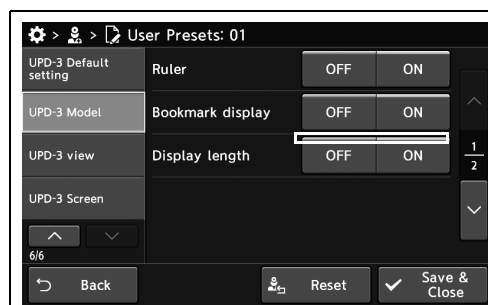 > > User Presets: 01
UPD-3 Default
setting
Ruler OFF ON
UPD-3 Model
Bookmark display OFF ON
UPD-3 view
Display length OFF ON
1
2
UPD-3 Screen
6/6
Back
Reset
Save &
Close